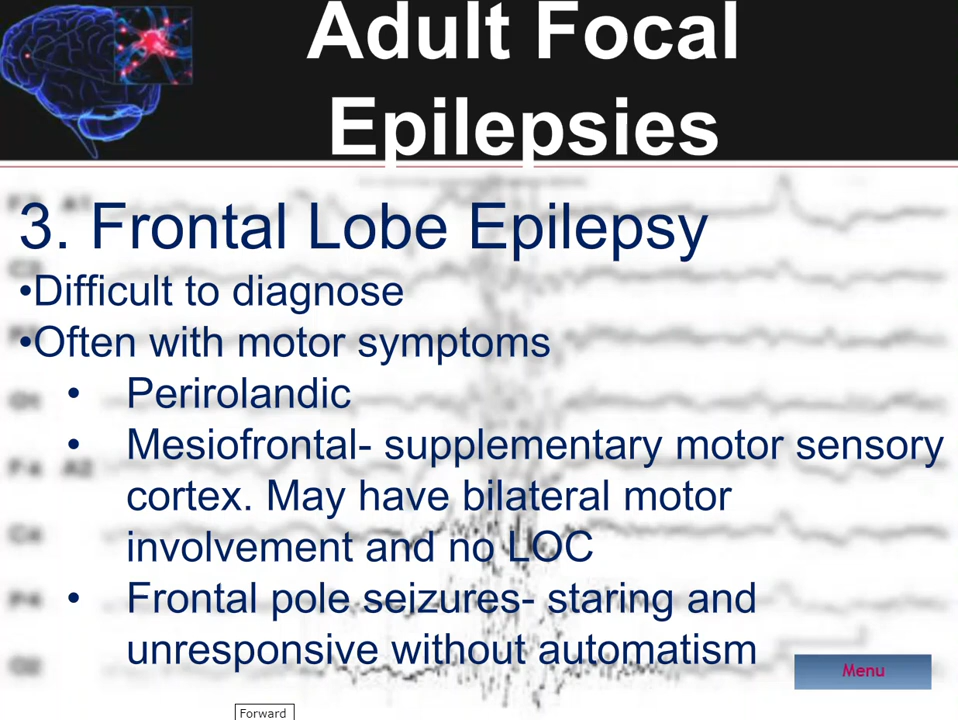 Adult Focal
Epilepsies
3. Frontal Lobe Epilepsy
•Difficult to diagnose
•Often with motor symptoms
• Perirolandic
• Mesiofrontal- supplementary motor sensory
cortex. May have bilateral motor
involvement and no LOC
• Frontal pole seizures- staring and
unresponsive without automatism
Menu
Forward